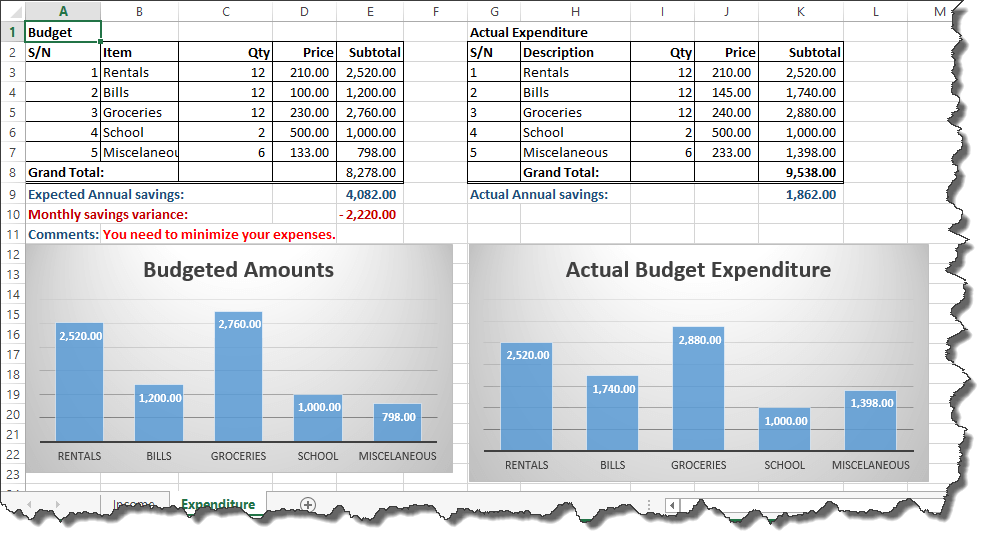 A B C D E F G H I J K L M
1 Budget Actual Expenditure
2 S/N Item Qty Price Subtotal S/N Description Qty Price Subtotal
3 1 Rentals 12 210.00 2,520.00 1 Rentals 12 210.00 2,520.00
4 2 Bills 12 100.00 1,200.00 2 Bills 12 145.00 1,740.00
5 3 Groceries 12 230.00 2,760.00 3 Groceries 12 240.00 2,880.00
6 4 School 2 500.00 1,000.00 4 School 2 500.00 1,000.00
7 5 Miscelaneou 6 133.00 798.00 5 Miscelaneous 6 233.00 1,398.00
8 Grand Total: 8,278.00 Grand Total: 9,538.00
9 Expected Annual savings: 4,082.00 Actual Annual savings: 1,862.00
10 Monthly savings variance: - 2,220.00
11 Comments: You need to minimize your expenses.
12
13
14
15
16
17
18
19
20
21
22
23
Budgeted Amounts
2,520.00 1,200.00 2,760.00 1,000.00 798.00
RENTALS BILLS GROCERIES SCHOOL MISCELANEOUS
Actual Budget Expenditure
2,520.00 1,740.00 2,880.00 1,000.00 1,398.00
RENTALS BILLS GROCERIES SCHOOL MISCELANEOUS
Income Expenditure